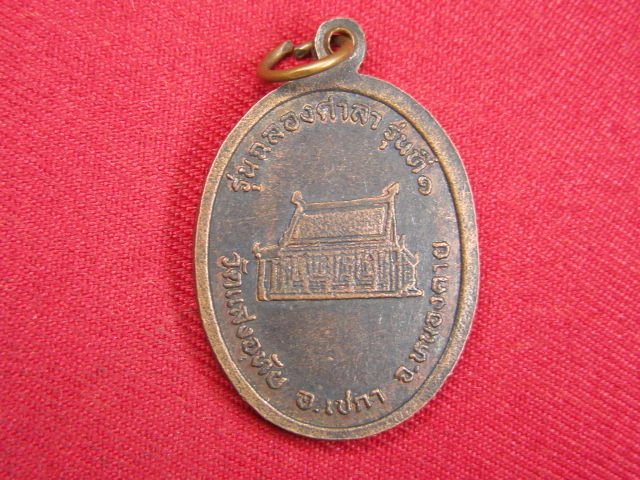 รุ่นฉลองศาลา รุ่นที่ ๑
วัดแสงอุทัย อ.เซกา จ.หนองคาย